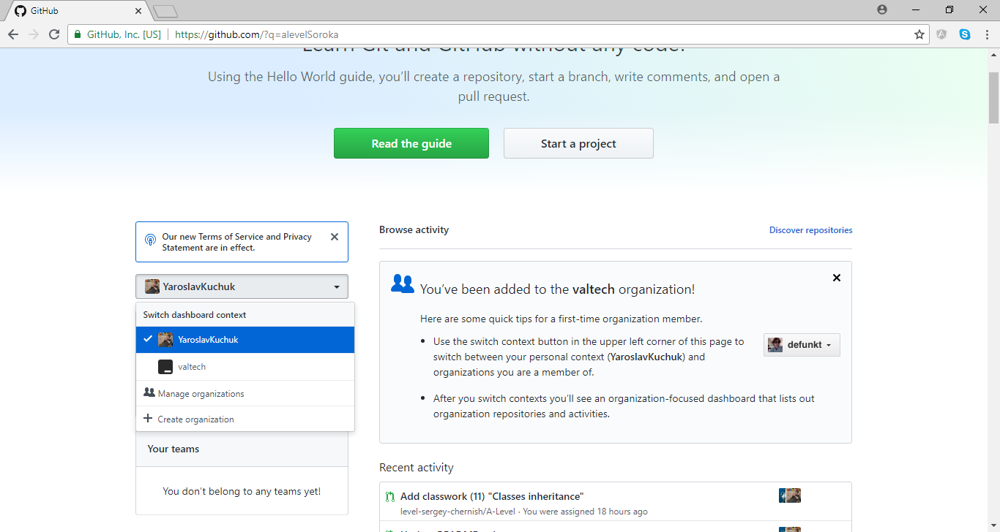 GitHub
GitHub, Inc. [US]
https://github.com/?q=alevelSoroka
Learn Git and GitHub without any code!
Using the Hello World guide, you’ll create a repository, start a branch, write comments, and open a
pull request.
Read the guide
Start a project
Our new Terms of Service and Privacy
Statement are in effect.
YaroslavKuchuk
Switch dashboard context
YaroslavKuchuk
valtech
Manage organizations
Create organization
Your teams
You don’t belong to any teams yet!
Browse activity
Discover repositories
You’ve been added to the valtech organization!
Here are some quick tips for a first-time organization member.
Use the switch context button in the upper left corner of this page to
switch between your personal context (YaroslavKuchuk) and
organizations you are a member of.
defunkt
After you switch contexts you’ll see an organization-focused dashboard that lists out
organization repositories and activities.
Recent activity
Add classwork (11) "Classes inheritance"
level-sergey-chernish/A-Level · You were assigned 18 hours ago